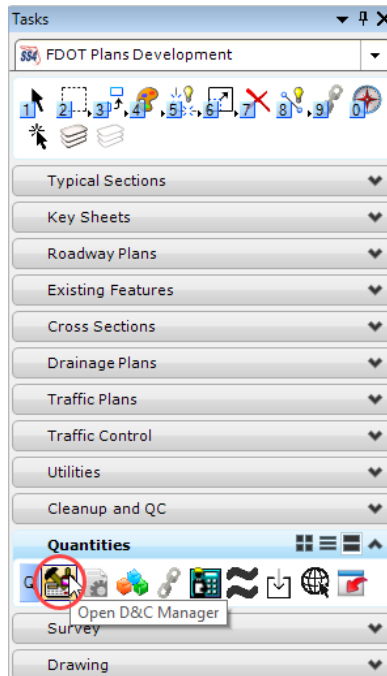 Tasks
SS4 FDOT Plans Development
1 2 3 4 5 6 7 8 9 0
Typical Sections
Key Sheets
Roadway Plans
Existing Features
Cross Sections
Drainage Plans
Traffic Plans
Traffic Control
Utilities
Cleanup and QC
Quantities
Q
Open D&C Manager
Survey
Drawing